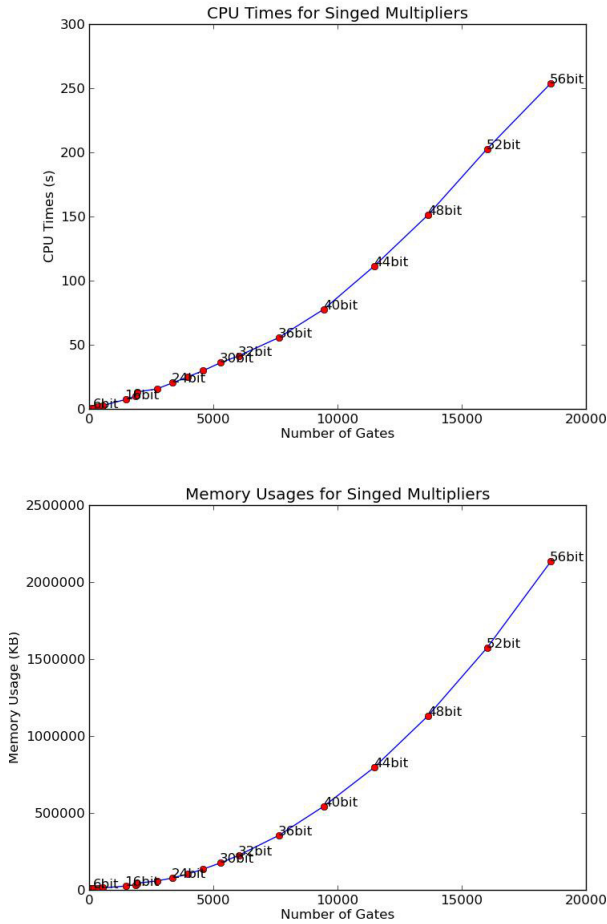 CPU Times for Singed Multipliers
300
250
200
150
100
50
0
CPU Times (s)
56bit
52bit
48bit
44bit
40bit
36bit
32bit
30bit
24bit
16bit
6bit
0 5000 10000 15000 20000
Number of Gates
Memory Usages for Singed Multipliers
2500000
2000000
1500000
1000000
500000
0
Memory Usage (KB)
56bit
52bit
48bit
44bit
40bit
36bit
32bit
30bit
24bit
16bit
6bit
0 5000 10000 15000 20000
Number of Gates